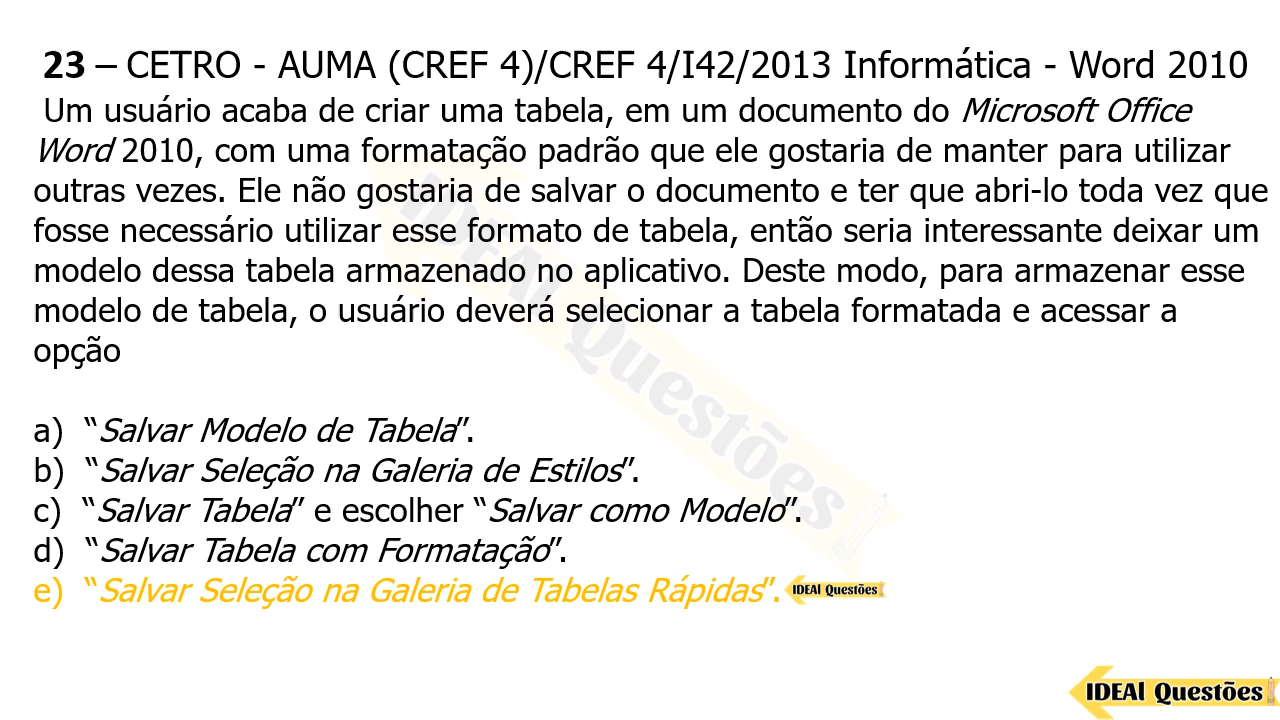 23 – CETRO - AUMA (CREF 4)/CREF 4/I42/2013 Informática - Word 2010
Um usuário acaba de criar uma tabela, em um documento do Microsoft Office
Word 2010, com uma formatação padrão que ele gostaria de manter para utilizar
outras vezes. Ele não gostaria de salvar o documento e ter que abri-lo toda vez que
fosse necessário utilizar esse formato de tabela, então seria interessante deixar um
modelo dessa tabela armazenado no aplicativo. Deste modo, para armazenar esse
modelo de tabela, o usuário deverá selecionar a tabela formatada e acessar a
opção
a) “Salvar Modelo de Tabela”.
b) “Salvar Seleção na Galeria de Estilos”.
c) “Salvar Tabela” e escolher “Salvar como Modelo”.
d) “Salvar Tabela com Formatação”.
e) “Salvar Seleção na Galeria de Tabelas Rápidas”. IDEAl Questões
IDEAl Questões
IDEAl Questões